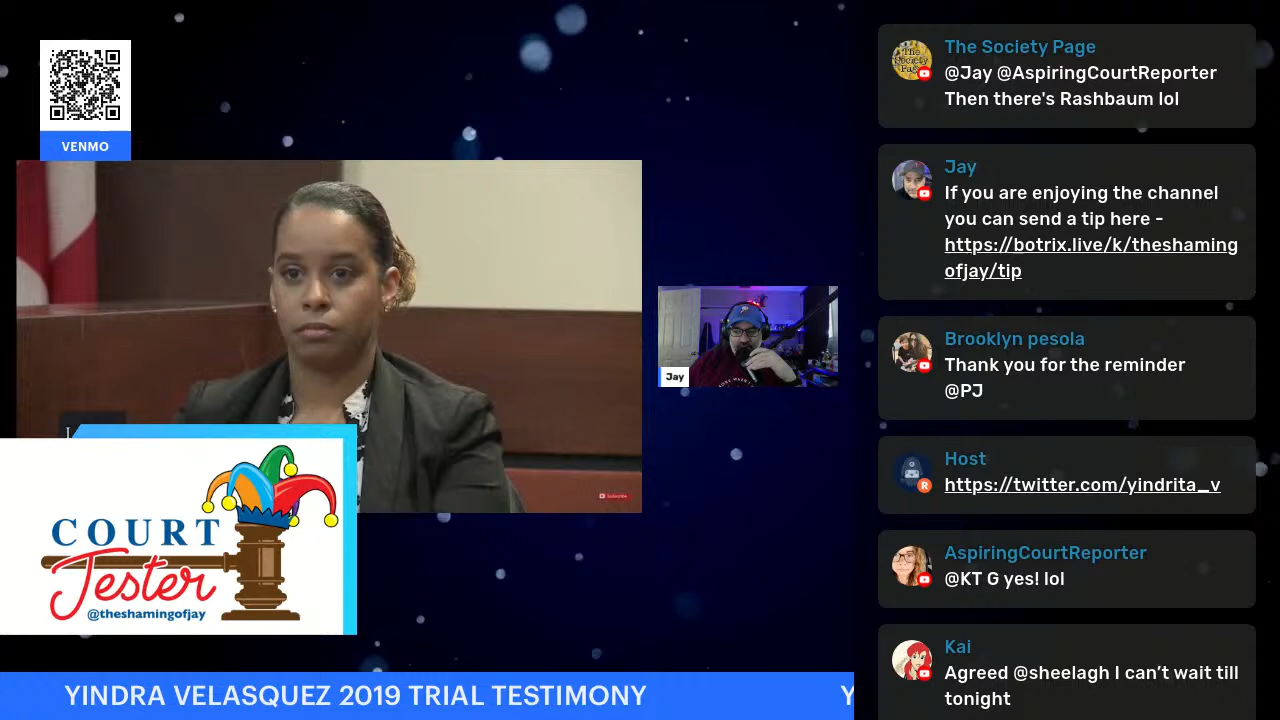 VENMO
Jay
Subscribe
COURT
Jester
@theshamingofjay
YINDRA VELASQUEZ 2019 TRIAL TESTIMONY
Y
The Society Page
@Jay @AspiringCourtReporter
Then there's Rashbaum lol
Jay
If you are enjoying the channel
you can send a tip here -
https://botrix.live/k/theshaming
ofjay/tip
Brooklyn pesola
Thank you for the reminder
@PJ
Host
https://twitter.com/yindrita_v
AspiringCourtReporter
@KT G yes! lol
Kai
Agreed @sheelagh I can’t wait till
tonight